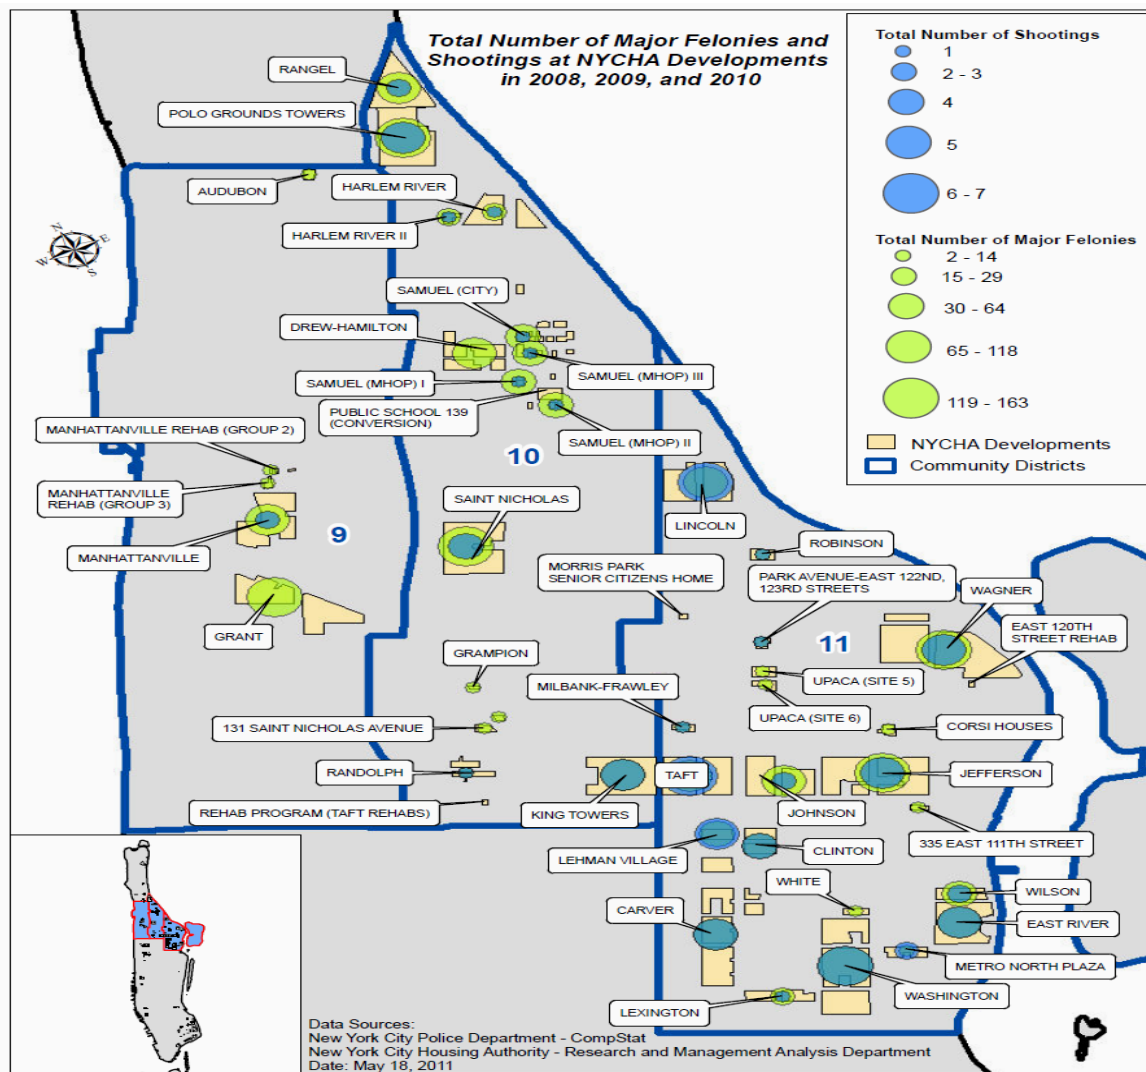 Total Number of Major Felonies and
Shootings at NYCHA Developments
in 2008, 2009, and 2010
Total Number of Shootings
1
2 - 3
4
5
6 - 7
Total Number of Major Felonies
2 - 14
15 - 29
30 - 64
65 - 118
119 - 163
NYCHA Developments
Community Districts
RANGEL
POLO GROUNDS TOWERS
AUDUBON
HARLEM RIVER
HARLEM RIVER II
N
E
W
S
SAMUEL (CITY)
DREW-HAMILTON
SAMUEL (MHOP) III
SAMUEL (MHOP) I
PUBLIC SCHOOL 139
(CONVERSION)
SAMUEL (MHOP) II
MANHATTANVILLE REHAB (GROUP 2)
10
MANHATTANVILLE
REHAB (GROUP 3)
SAINT NICHOLAS
LINCOLN
MANHATTANVILLE
9
ROBINSON
MORRIS PARK
SENIOR CITIZENS HOME
PARK AVENUE-EAST 122ND,
123RD STREETS
WAGNER
GRANT
EAST 120TH
STREET REHAB
11
GRAMPION
UPACA (SITE 5)
MILBANK-FRAWLEY
UPACA (SITE 6)
131 SAINT NICHOLAS AVENUE
CORSI HOUSES
RANDOLPH
TAFT
JEFFERSON
REHAB PROGRAM (TAFT REHABS)
KING TOWERS
JOHNSON
335 EAST 111TH STREET
LEHMAN VILLAGE
CLINTON
WHITE
WILSON
CARVER
EAST RIVER
METRO NORTH PLAZA
WASHINGTON
LEXINGTON
Data Sources:
New York City Police Department - CompStat
New York City Housing Authority - Research and Management Analysis Department
Date: May 18, 2011